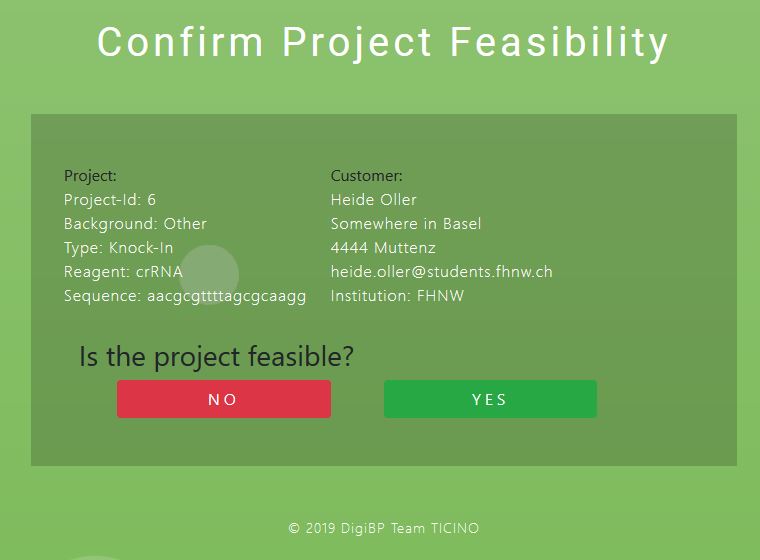 Confirm Project Feasibility
Project:
Project-Id: 6
Background: Other
Type: Knock-In
Reagent: crRNA
Sequence: aacgcgttttagcgcaagg
Customer:
Heide Oller
Somewhere in Basel
4444 Muttenz
heide.oller@students.fhnw.ch
Institution: FHNW
Is the project feasible?
NO
YES
© 2019 DigiBP Team TICINO